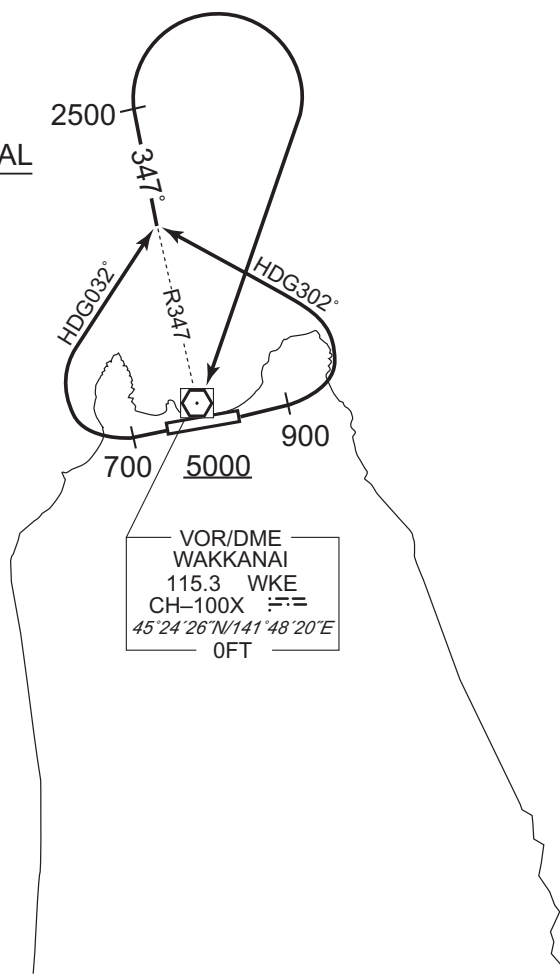 2500
AL
347°
HDG032°
HDG302°
R347
700
5000
900
VOR/DME
WAKKANAI
115.3 WKE
CH–100X
45°24′26″N/141°48′20″E
0FT